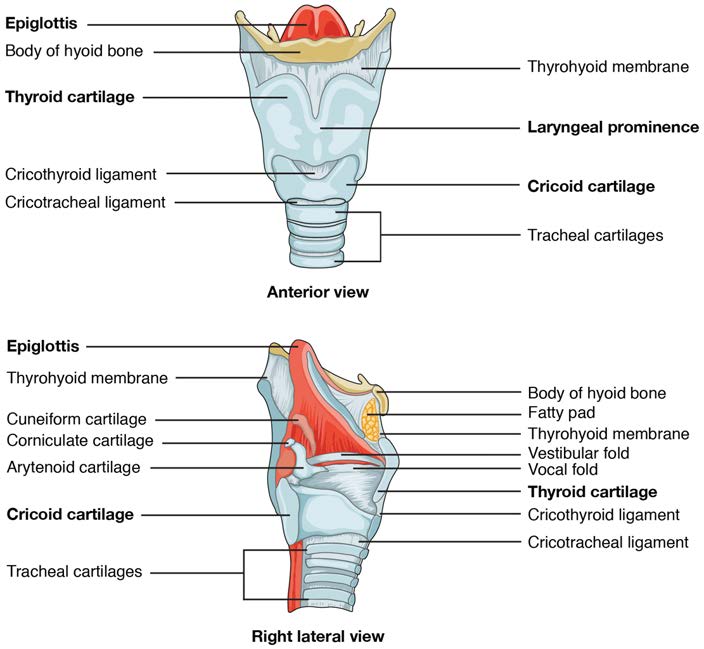 Epiglottis
Body of hyoid bone
Thyrohyoid membrane
Thyroid cartilage
Laryngeal prominence
Cricothyroid ligament
Cricoid cartilage
Cricotracheal ligament
Tracheal cartilages
Anterior view
Epiglottis
Thyrohyoid membrane
Cuneiform cartilage
Corniculate cartilage
Arytenoid cartilage
Cricoid cartilage
Tracheal cartilages
Body of hyoid bone
Fatty pad
Thyrohyoid membrane
Vestibular fold
Vocal fold
Thyroid cartilage
Cricothyroid ligament
Cricotracheal ligament
Right lateral view